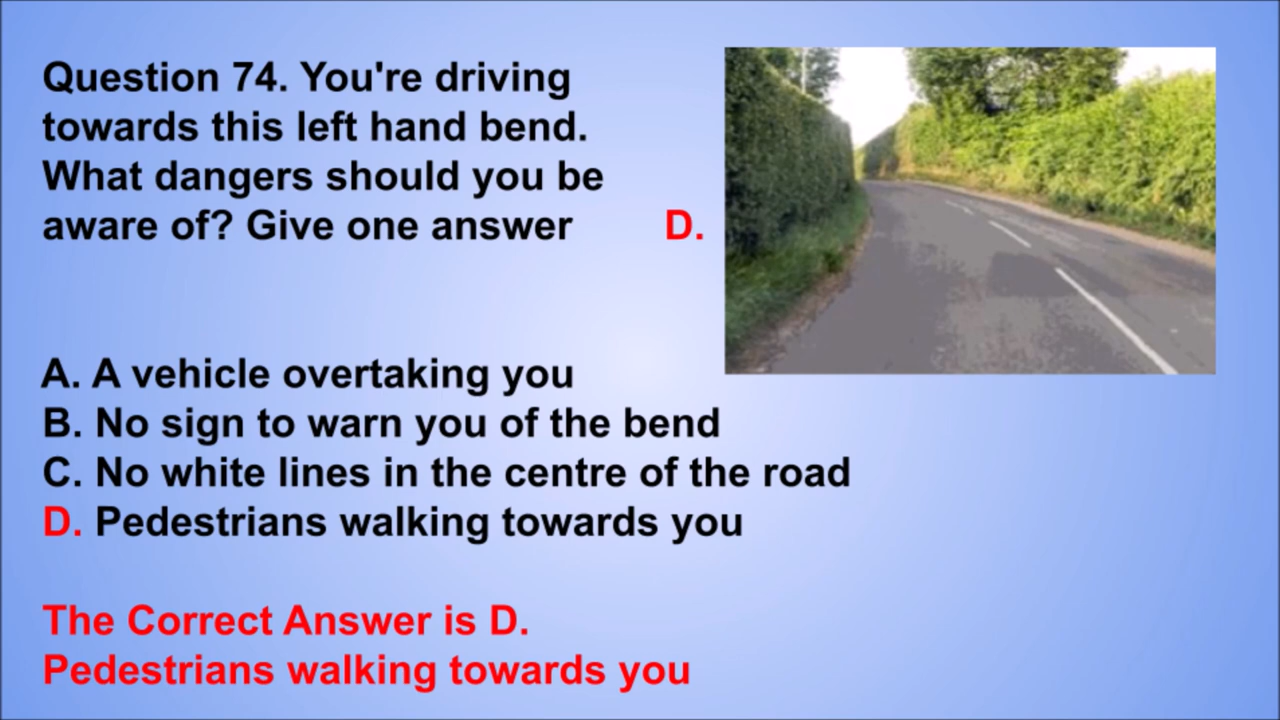 Question 74. You're driving
towards this left hand bend.
What dangers should you be
aware of? Give one answer D.
A. A vehicle overtaking you
B. No sign to warn you of the bend
C. No white lines in the centre of the road
D. Pedestrians walking towards you
The Correct Answer is D.
Pedestrians walking towards you